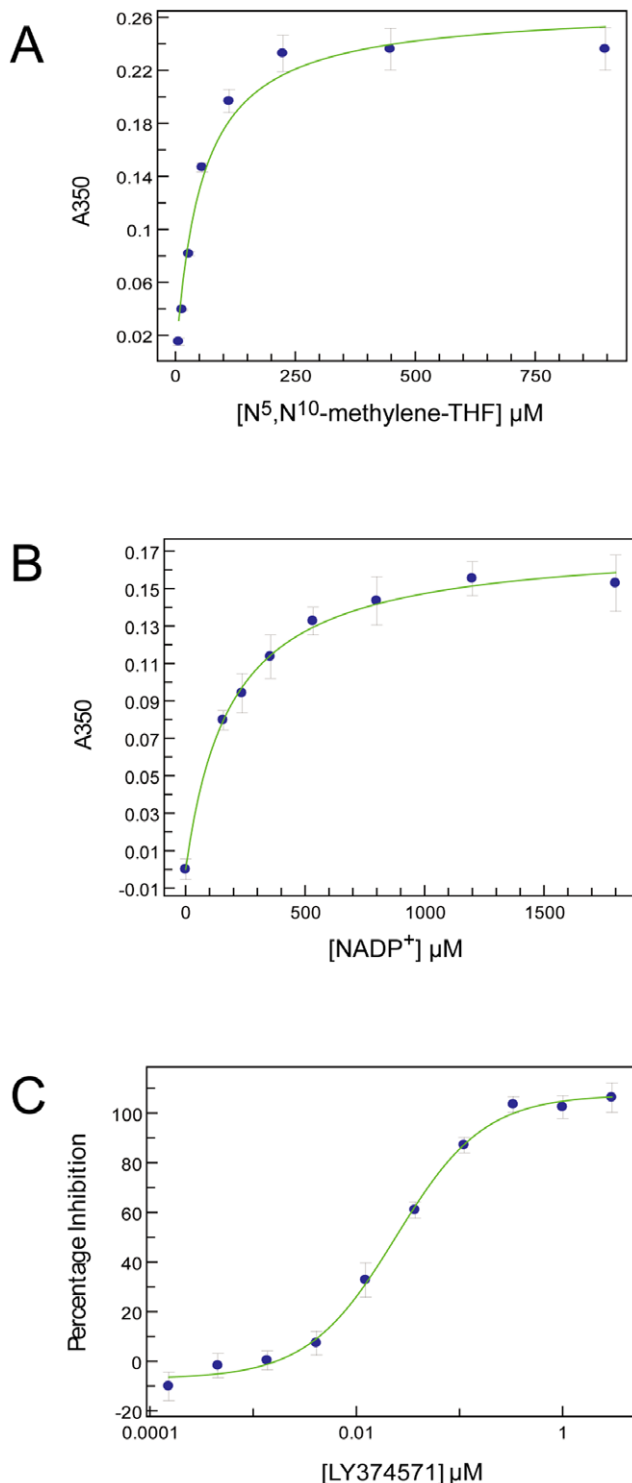 A
0.26
0.22
0.18
0.14
0.1
0.06
0.02
A350
0 250 500 750
[N⁵,N¹⁰-methylene-THF] µM
B
0.17
0.15
0.13
0.11
0.09
0.07
0.05
0.03
0.01
-0.01
A350
0 500 1000 1500
[NADP⁺] µM
C
100
80
60
40
20
0
-20
Percentage Inhibition
0.0001 0.01 1
[LY374571] µM